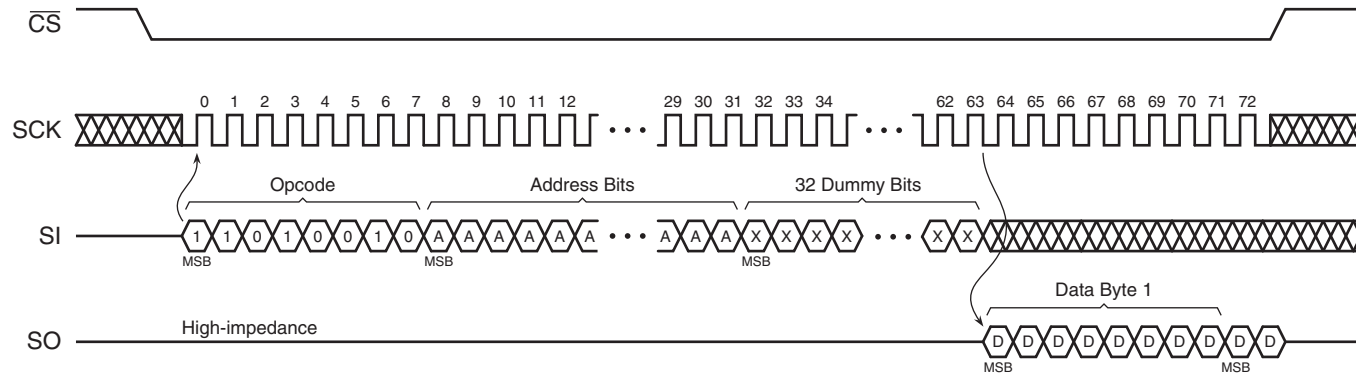 CS
0 1 2 3 4 5 6 7 8 9 10 11 12 29 30 31 32 33 34 62 63 64 65 66 67 68 69 70 71 72
SCK
Opcode Address Bits 32 Dummy Bits
SI 1 1 0 1 0 0 1 0 A A A A A A A A A X X X X X X
MSB MSB MSB
Data Byte 1
High-impedance
SO D D D D D D D D D D
MSB MSB